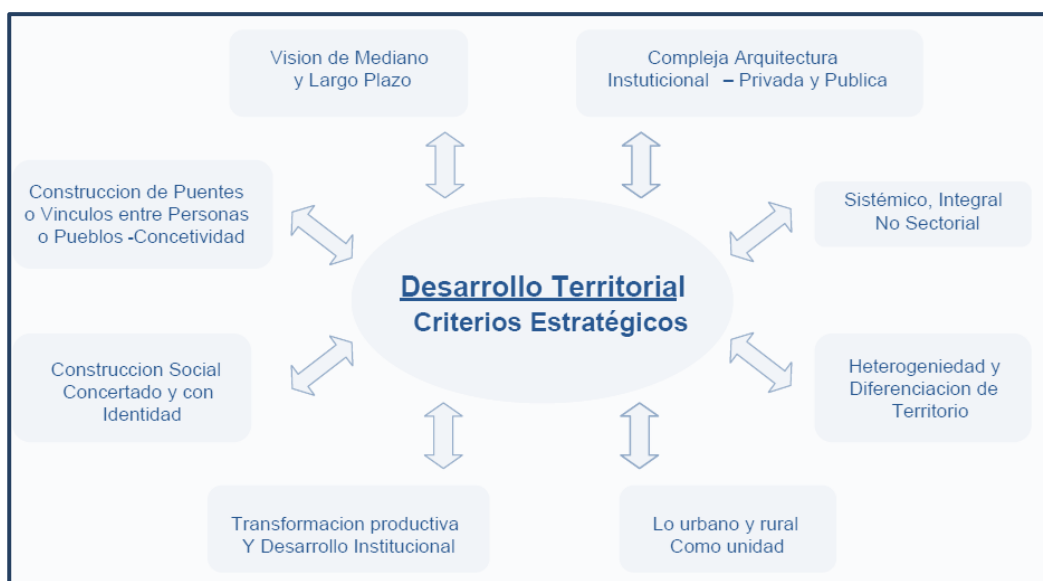 Vision de Mediano
y Largo Plazo
Compleja Arquitectura
Instuticional – Privada y Publica
Construccion de Puentes
o Vinculos entre Personas
o Pueblos -Concetividad
Sistémico, Integral
No Sectorial
Desarrollo Territorial
Criterios Estratégicos
Construccion Social
Concertado y con
Identidad
Heterogeniedad y
Diferenciacion de
Territorio
Transformacion productiva
Y Desarrollo Institucional
Lo urbano y rural
Como unidad